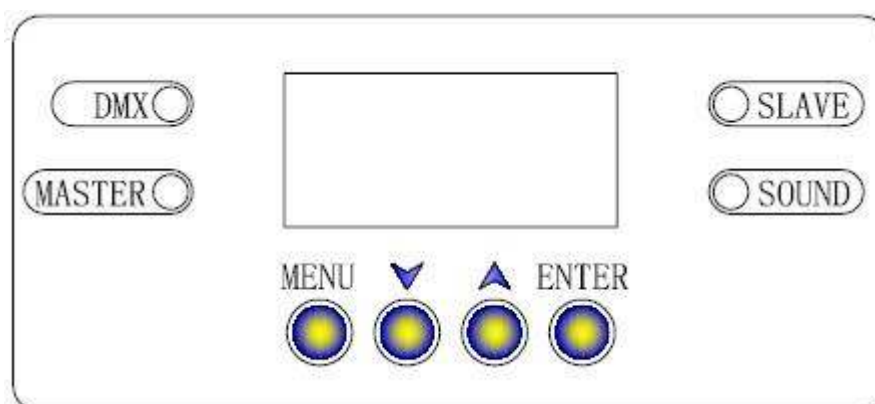 DMX
SLAVE
MASTER
SOUND
MENU
ENTER